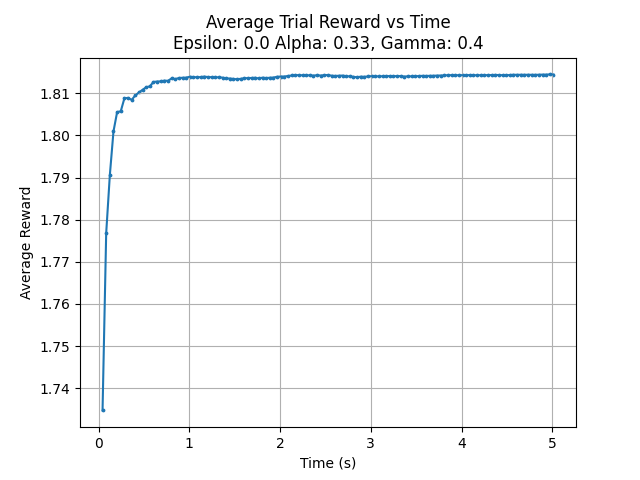 Average Trial Reward vs Time
Epsilon: 0.0 Alpha: 0.33, Gamma: 0.4
1.81
1.80
1.79
1.78
1.77
1.76
1.75
1.74
Average Reward
0 1 2 3 4 5
Time (s)